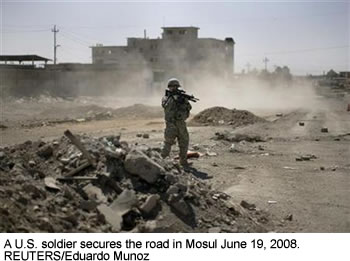 A U.S. soldier secures the road in Mosul June 19, 2008.
REUTERS/Eduardo Munoz